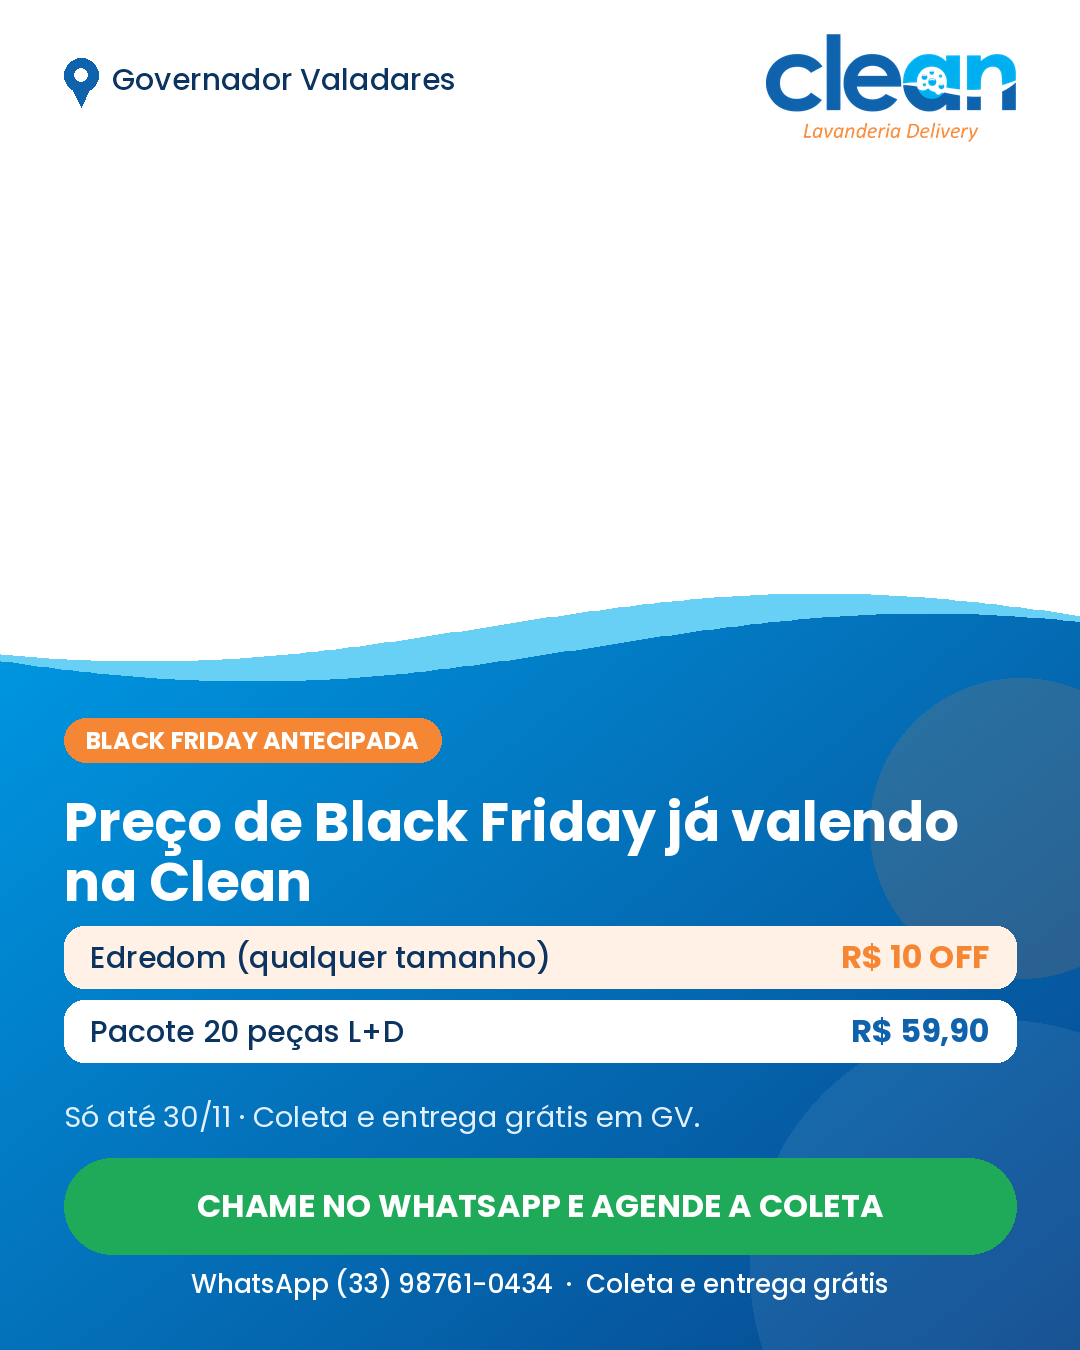 Governador Valadares
clean
Lavanderia Delivery
BLACK FRIDAY ANTECIPADA
Preço de Black Friday já valendo
na Clean
Edredom (qualquer tamanho) R$ 10 OFF
Pacote 20 peças L+D R$ 59,90
Só até 30/11 · Coleta e entrega grátis em GV.
CHAME NO WHATSAPP E AGENDE A COLETA
WhatsApp (33) 98761-0434 · Coleta e entrega grátis